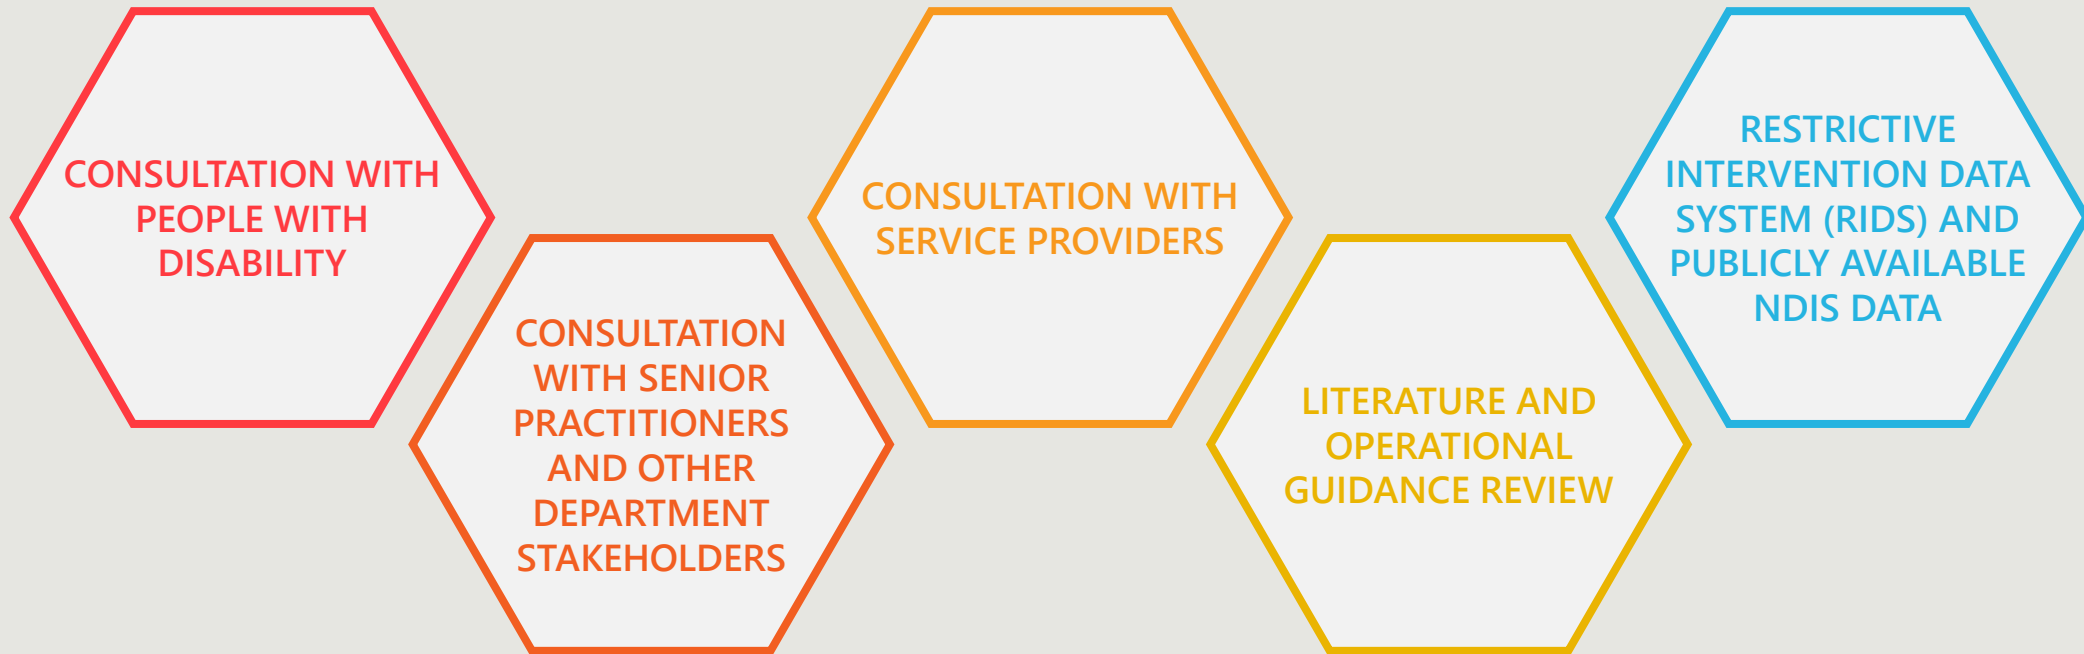 CONSULTATION WITH
PEOPLE WITH
DISABILITY
CONSULTATION
WITH SENIOR
PRACTITIONERS
AND OTHER
DEPARTMENT
STAKEHOLDERS
CONSULTATION WITH
SERVICE PROVIDERS
LITERATURE AND
OPERATIONAL
GUIDANCE REVIEW
RESTRICTIVE
INTERVENTION DATA
SYSTEM (RIDS) AND
PUBLICLY AVAILABLE
NDIS DATA